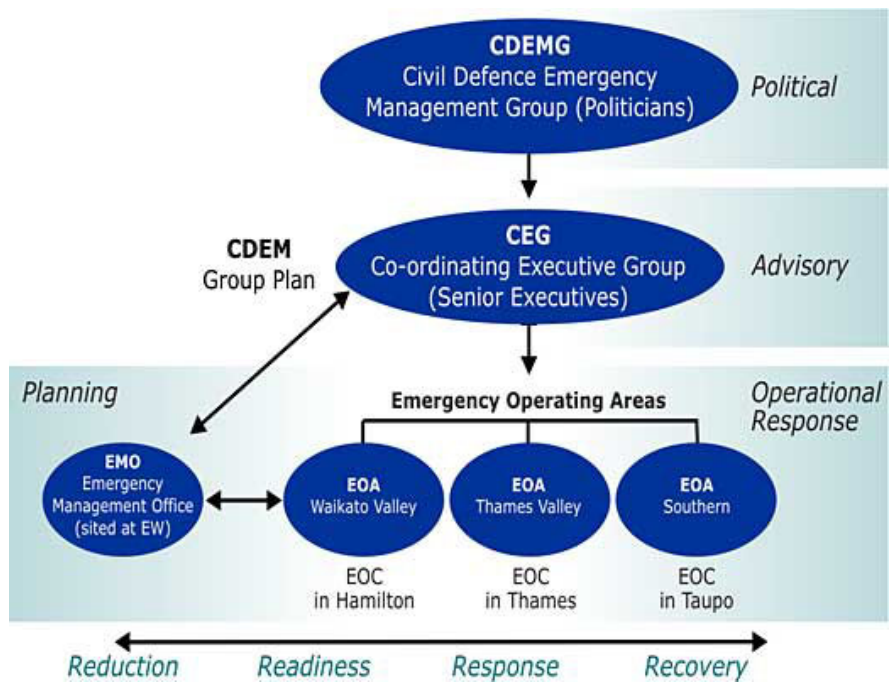 CDEMG
Civil Defence Emergency
Management Group (Politicians)
Political
CEG
Co-ordinating Executive Group
(Senior Executives)
Advisory
CDEM
Group Plan
Planning
Emergency Operating Areas
Operational
Response
EMO
Emergency
Management Office
(sited at EW)
EOA
Waikato Valley
EOA
Thames Valley
EOA
Southern
EOC
in Hamilton
EOC
in Thames
EOC
in Taupo
Reduction
Readiness
Response
Recovery